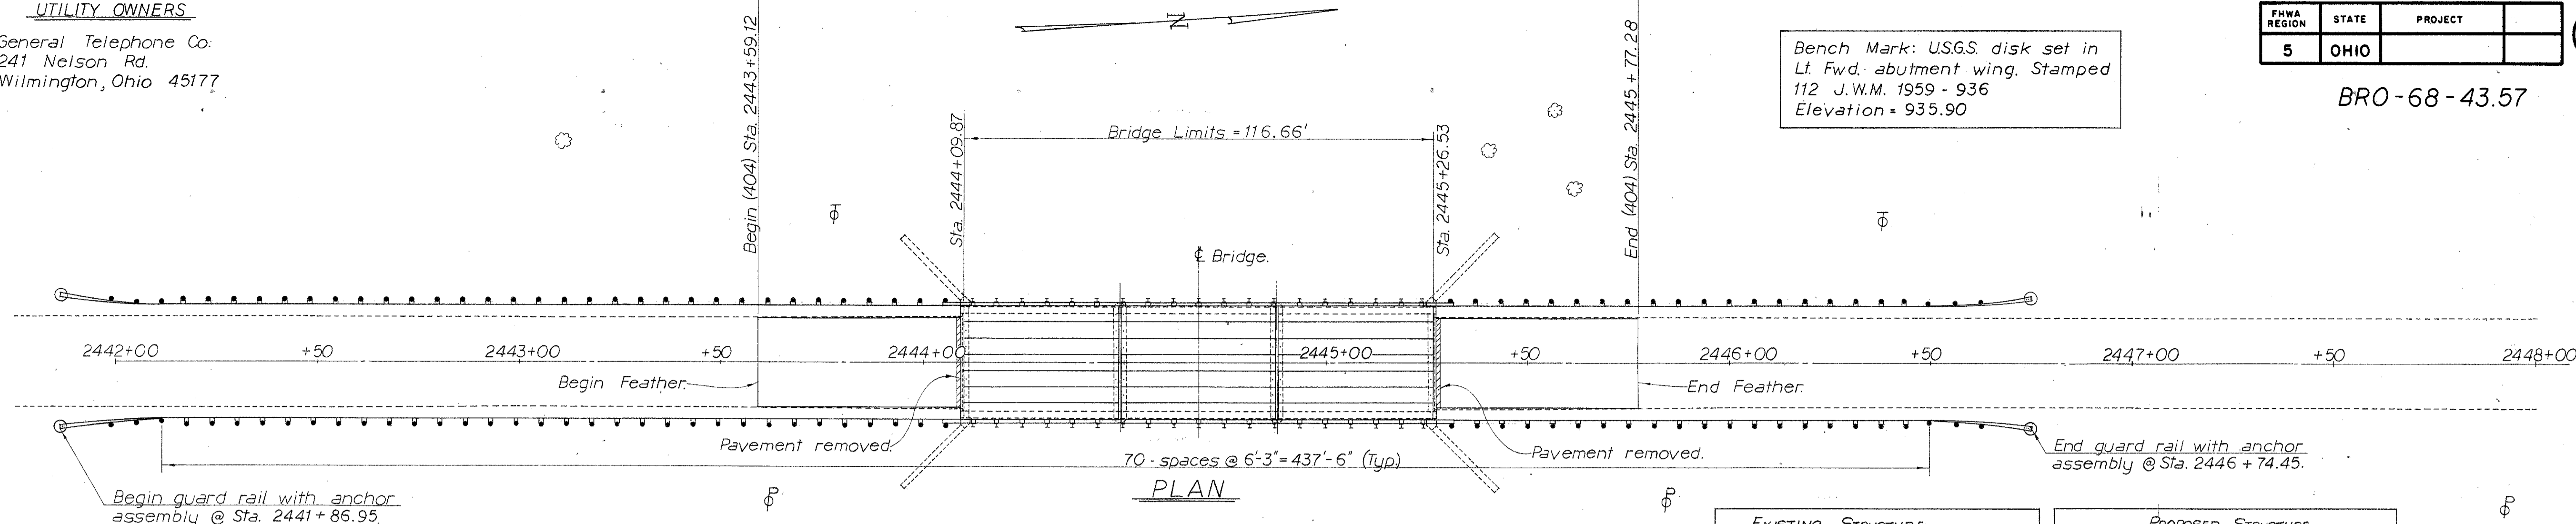 UTILITY OWNERS
General Telephone Co.
241 Nelson Rd.
Wilmington, Ohio 45177
N
Begin (404) Sta. 2443+59.12
Sta. 2444+09.87
Bridge Limits = 116.66'
Sta. 2445+26.53
End (404) Sta. 2445+77.28
℄ Bridge.
Bench Mark: U.S.G.S. disk set in
Lt. Fwd. abutment wing. Stamped
112 J.W.M. 1959 - 936
Elevation = 935.90
FHWA REGION STATE PROJECT
5 OHIO
BRO-68-43.57
T
T
2442+00 +50 2443+00 +50 2444+00 2445+00 +50 2446+00 +50 2447+00 +50 2448+00
Begin Feather.
End Feather.
Pavement removed.
Pavement removed.
70 - spaces @ 6'-3" = 437'-6" (Typ.)
PLAN
Begin guard rail with anchor
assembly @ Sta. 2441 + 86.95.
End guard rail with anchor
assembly @ Sta. 2446 + 74.45.
P
P
P
EXISTING STRUCTURE
PROPOSED STRUCTURE